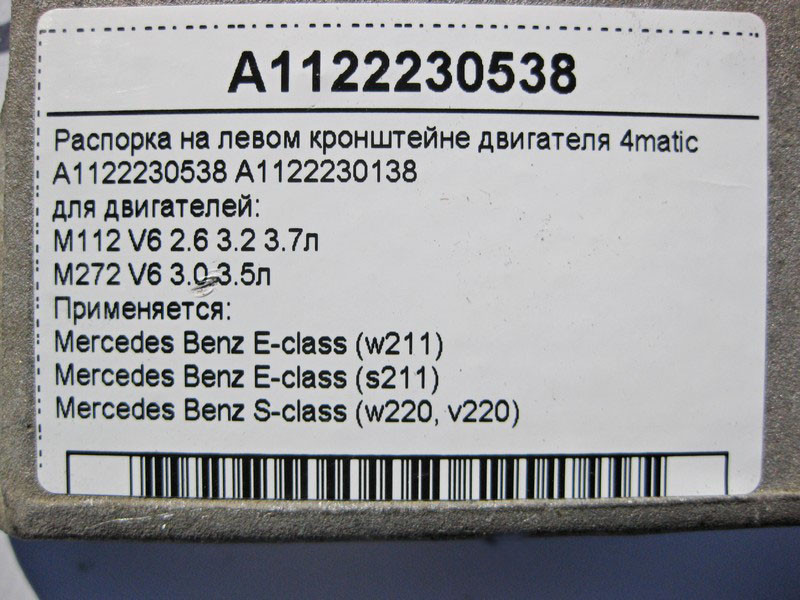 A1122230538
Распорка на левом кронштейне двигателя 4matic
A1122230538 A1122230138
для двигателей:
M112 V6 2.6 3.2 3.7л
M272 V6 3.0 3.5л
Применяется:
Mercedes Benz E-class (w211)
Mercedes Benz E-class (s211)
Mercedes Benz S-class (w220, v220)